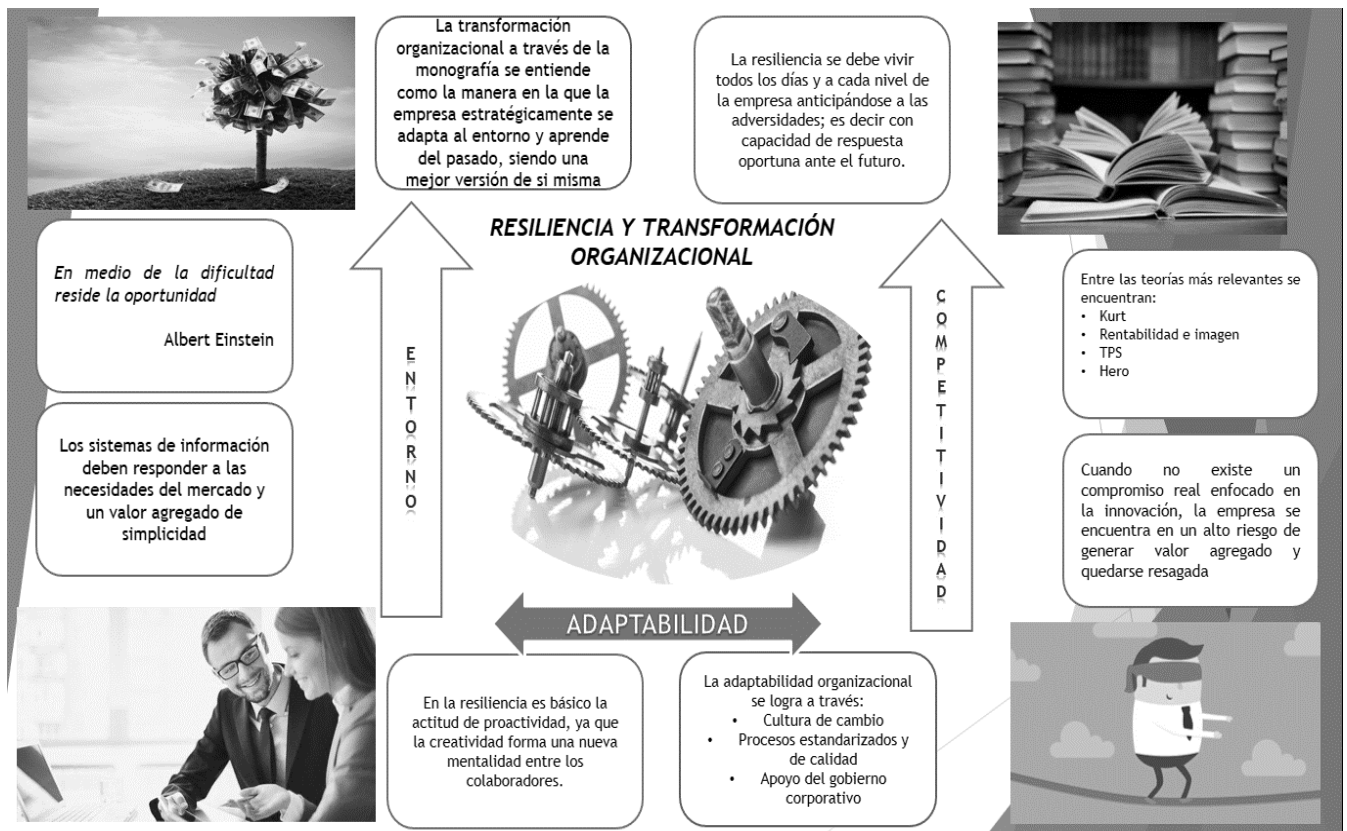 La transformación
organizacional a través de la
monografía se entiende
como la manera en la que la
empresa estratégicamente se
adapta al entorno y aprende
del pasado, siendo una
mejor versión de si misma
La resiliencia se debe vivir
todos los días y a cada nivel de
la empresa anticipándose a las
adversidades; es decir con
capacidad de respuesta
oportuna ante el futuro.
RESILIENCIA Y TRANSFORMACIÓN
ORGANIZACIONAL
En medio de la dificultad
reside la oportunidad
Albert Einstein
Los sistemas de información
deben responder a las
necesidades del mercado y
un valor agregado de
simplicidad
ENTORNO
COMPETITIVIDAD
Entre las teorías más relevantes se
encuentran:
• Kurt
• Rentabilidad e imagen
• TPS
• Hero
Cuando no existe un
compromiso real enfocado en
la innovación, la empresa se
encuentra en un alto riesgo de
generar valor agregado y
quedarse resagada
ADAPTABILIDAD
En la resiliencia es básico la
actitud de proactividad, ya que
la creatividad forma una nueva
mentalidad entre los
colaboradores.
La adaptabilidad organizacional
se logra a través:
• Cultura de cambio
• Procesos estandarizados y
de calidad
• Apoyo del gobierno
corporativo